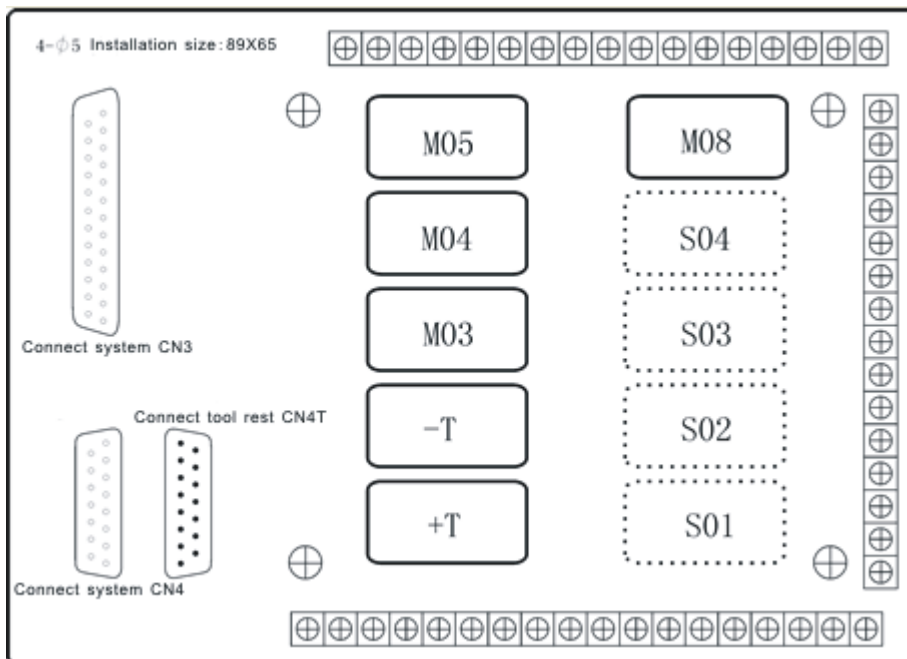 4-φ5 Installation size:89X65
M05
M08
M04
S04
M03
S03
Connect system CN3
Connect tool rest CN4T
-T
S02
+T
S01
Connect system CN4